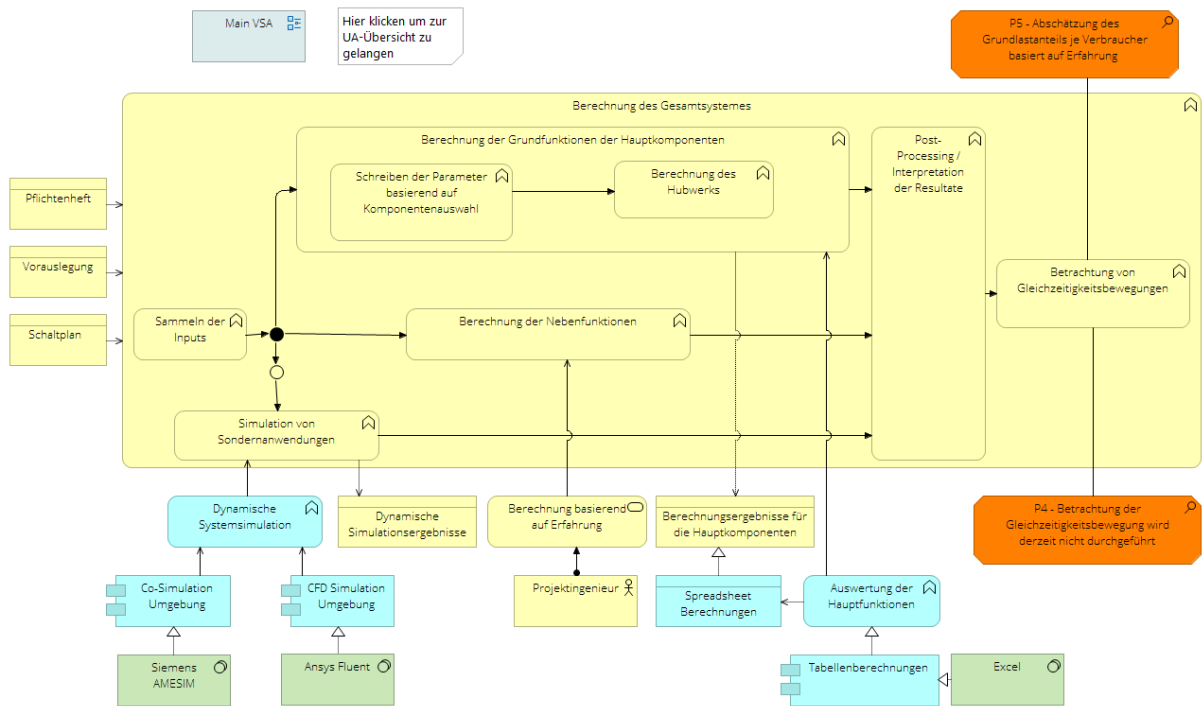 Main VSA
Hier klicken um zur
UA-Übersicht zu
gelangen
P5 - Abschätzung des
Grundlastanteils je Verbraucher
basiert auf Erfahrung
Berechnung des Gesamtsystemes
Berechnung der Grundfunktionen der Hauptkomponenten
Schreiben der Parameter
basierend auf
Komponentenauswahl
Berechnung des
Hubwerks
Post-
Processing /
Interpretation
der Resultate
Pflichtenheft
Vorauslegung
Schaltplan
Betrachtung von
Gleichzeitigkeitsbewegungen
Sammeln der
Inputs
Berechnung der Nebenfunktionen
Simulation von
Sondernanwendungen
Dynamische
Systemsimulation
Dynamische
Simulationsergebnisse
Berechnung basierend
auf Erfahrung
Berechnungsergebnisse für
die Hauptkomponenten
P4 - Betrachtung der
Gleichzeitigkeitsbewegung wird
derzeit nicht durchgeführt
Co-Simulation
Umgebung
CFD Simulation
Umgebung
Projektingenieur
Spreadsheet
Berechnungen
Auswertung der
Hauptfunktionen
Siemens
AMESIM
Ansys Fluent
Tabellenberechnungen
Excel